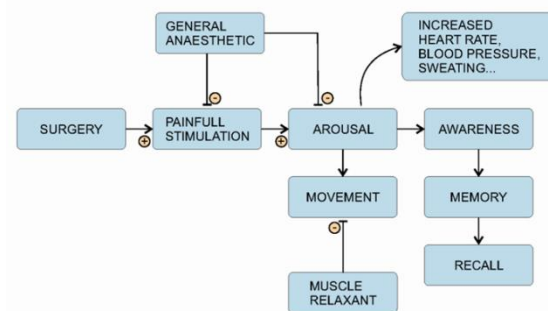 GENERAL
ANAESTHETIC
INCREASED
HEART RATE,
BLOOD PRESSURE,
SWEATING...
-
-
SURGERY
+
PAINFULL
STIMULATION
+
AROUSAL
AWARENESS
MOVEMENT
MEMORY
-
MUSCLE
RELAXANT
RECALL